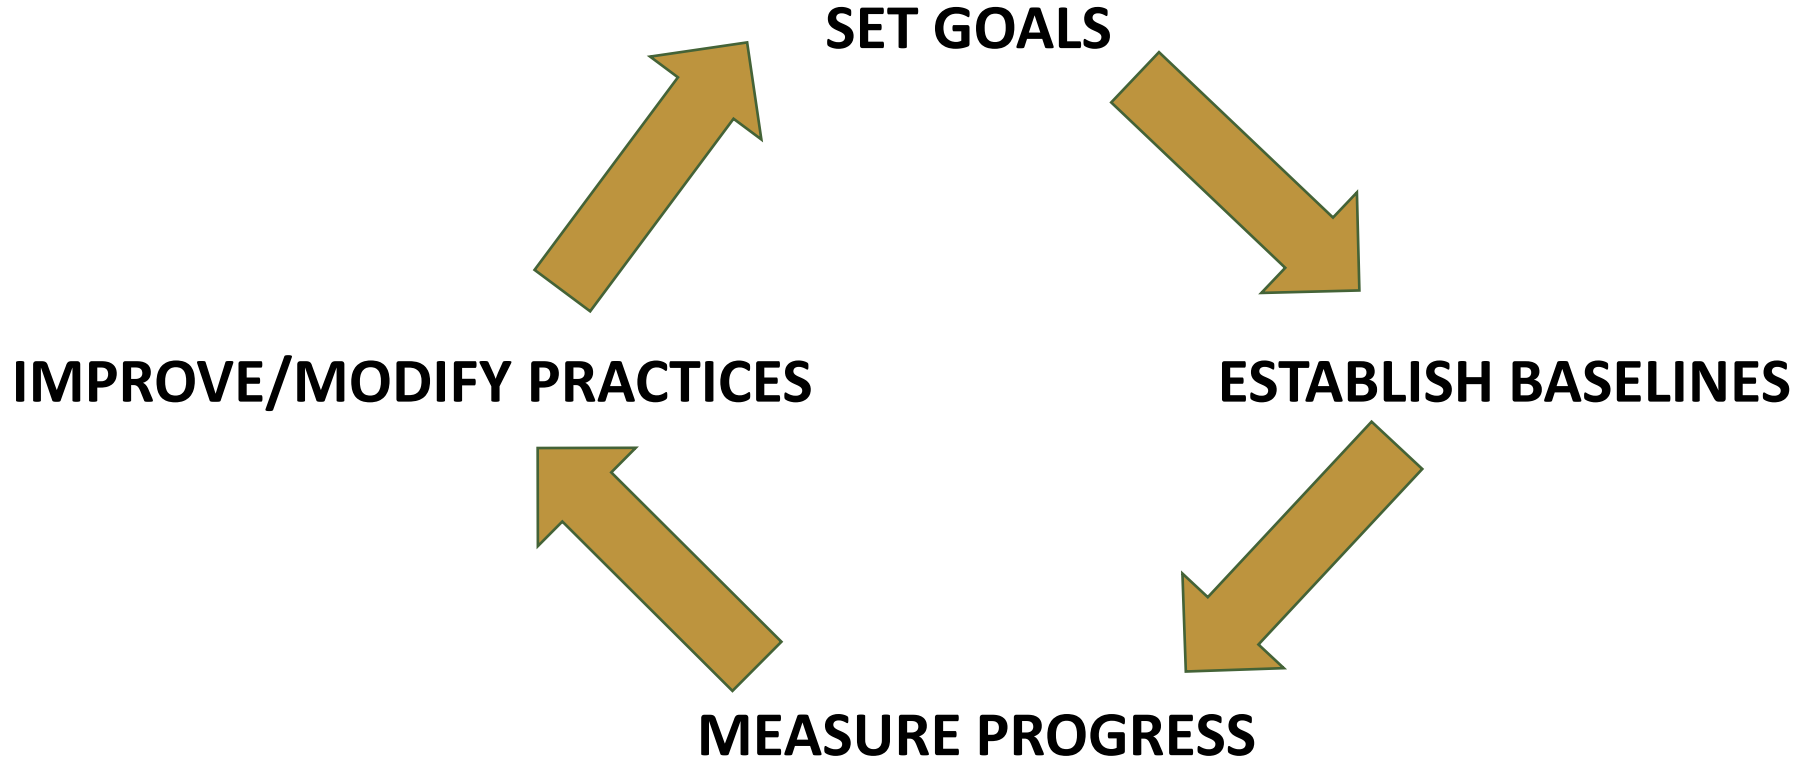 SET GOALS
IMPROVE/MODIFY PRACTICES
ESTABLISH BASELINES
MEASURE PROGRESS